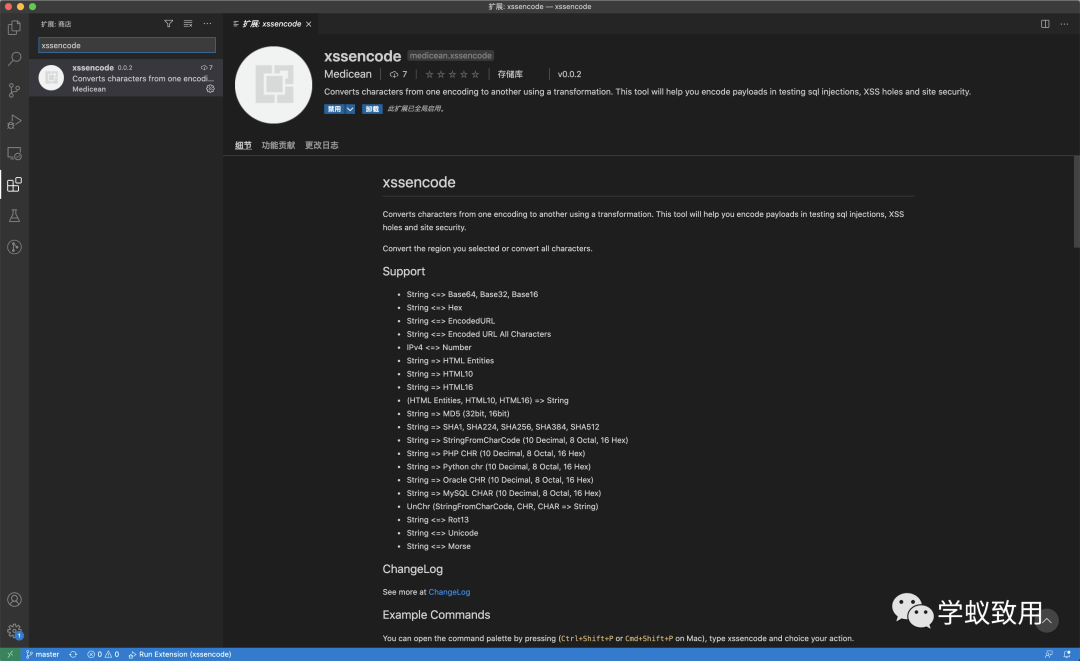 扩展: xssencode — xssencode
扩展: 商店
扩展: xssencode
xssencode
xssencode 0.0.2 7
Converts characters from one encodi...
Medicean
xssencode medicean.xssencode
Medicean 7 存储库 v0.0.2
Converts characters from one encoding to another using a transformation. This tool will help you encode payloads in testing sql injections, XSS holes and site security.
禁用 卸载 此扩展已全局启用。
细节 功能贡献 更改日志
xssencode
Converts characters from one encoding to another using a transformation. This tool will help you encode payloads in testing sql injections, XSS
holes and site security.
Convert the region you selected or convert all characters.
Support
• String <=> Base64, Base32, Base16
• String <=> Hex
• String <=> EncodedURL
• String <=> Encoded URL All Characters
• IPv4 <=> Number
• String => HTML Entities
• String => HTML10
• String => HTML16
• (HTML Entities, HTML10, HTML16) => String
• String => MD5 (32bit, 16bit)
• String => SHA1, SHA224, SHA256, SHA384, SHA512
• String => StringFromCharCode (10 Decimal, 8 Octal, 16 Hex)
• String => PHP CHR (10 Decimal, 8 Octal, 16 Hex)
• String => Python chr (10 Decimal, 8 Octal, 16 Hex)
• String => Oracle CHR (10 Decimal, 8 Octal, 16 Hex)
• String => MySQL CHAR (10 Decimal, 8 Octal, 16 Hex)
• UnChr (StringFromCharCode, CHR, CHAR => String)
• String <=> Rot13
• String <=> Unicode
• String <=> Morse
ChangeLog
See more at ChangeLog
Example Commands
You can open the command palette by pressing (Ctrl+Shift+P or Cmd+Shift+P on Mac), type xssencode and choice your action.
学蚁致用
1
master 0 0 Run Extension (xssencode)